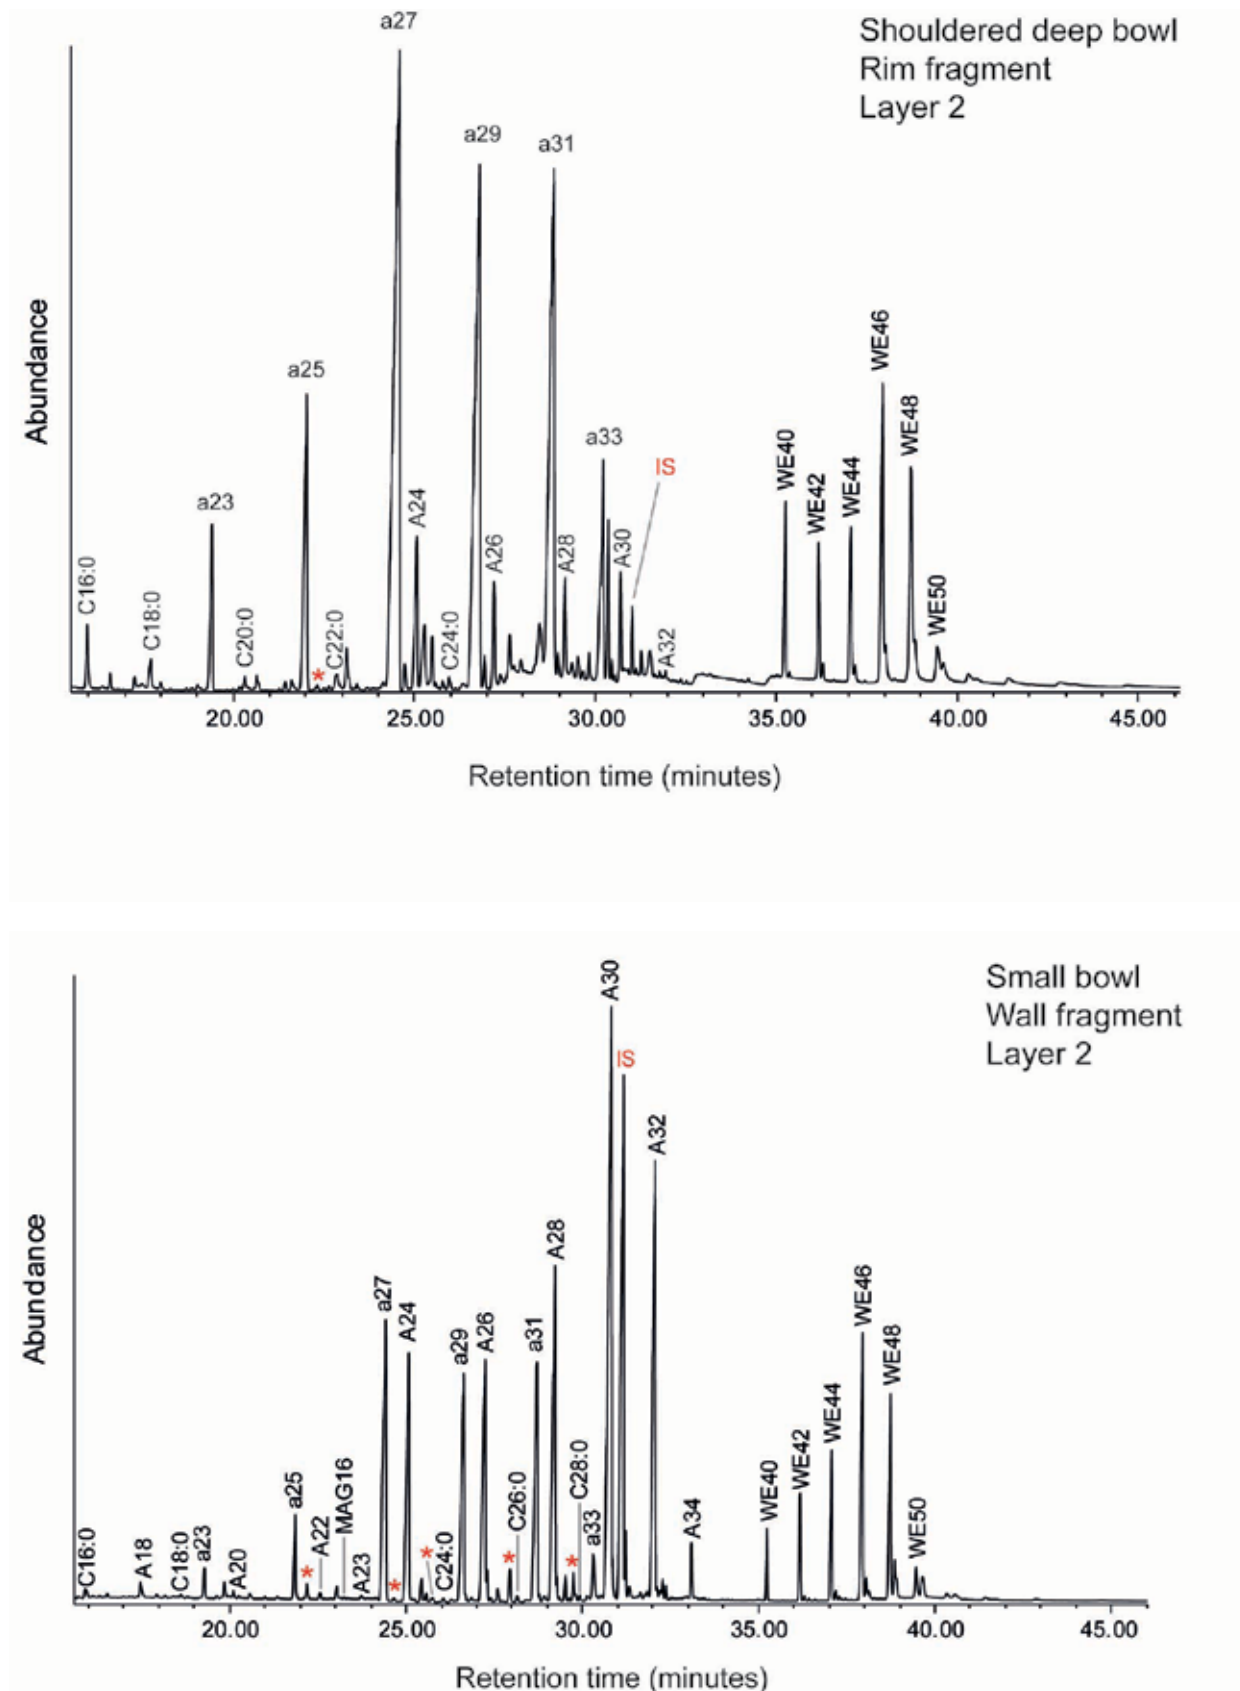 Shouldered deep bowl
Rim fragment
Layer 2
Abundance
C16:0
C18:0
a23
C20:0
a25
*
C22:0
a27
A24
C24:0
a29
A26
a31
A28
a33
A30
IS
A32
WE40
WE42
WE44
WE46
WE48
WE50
20.00 25.00 30.00 35.00 40.00 45.00
Retention time (minutes)
Small bowl
Wall fragment
Layer 2
Abundance
C16:0
A18
C18:0
a23
A20
a25
*
A22
MAG16
A23
a27
*
A24
*
C24:0
a29
A26
*
C26:0
a31
A28
*
C28:0
a33
A30
IS
A32
A34
WE40
WE42
WE44
WE46
WE48
WE50
20.00 25.00 30.00 35.00 40.00 45.00
Retention time (minutes)